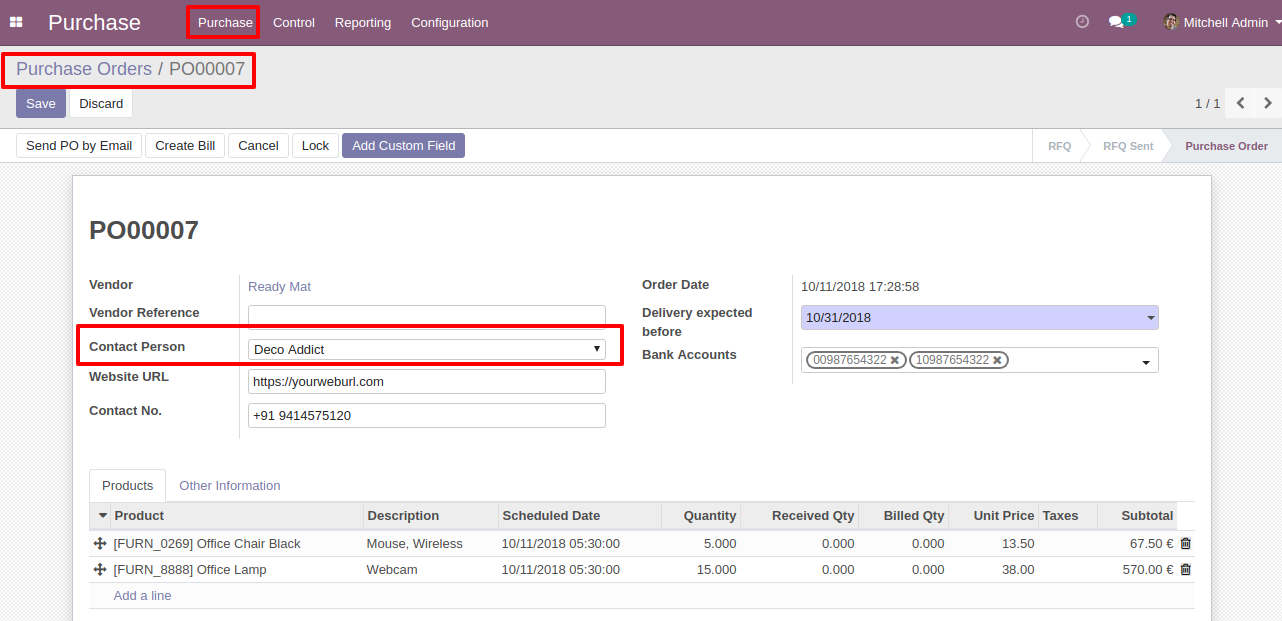 Purchase Purchase Control Reporting Configuration 1 Mitchell Admin
Purchase Orders / PO00007
Save Discard 1 / 1
Send PO by Email Create Bill Cancel Lock Add Custom Field RFQ RFQ Sent Purchase Order
PO00007
Vendor Ready Mat
Vendor Reference
Contact Person Deco Addict
Website URL https://yourweburl.com
Contact No. +91 9414575120
Order Date 10/11/2018 17:28:58
Delivery expected before 10/31/2018
Bank Accounts 00987654322 10987654322
Products Other Information
Product Description Scheduled Date Quantity Received Qty Billed Qty Unit Price Taxes Subtotal
[FURN_0269] Office Chair Black Mouse, Wireless 10/11/2018 05:30:00 5.000 0.000 0.000 13.50 67.50 €
[FURN_8888] Office Lamp Webcam 10/11/2018 05:30:00 15.000 0.000 0.000 38.00 570.00 €
Add a line